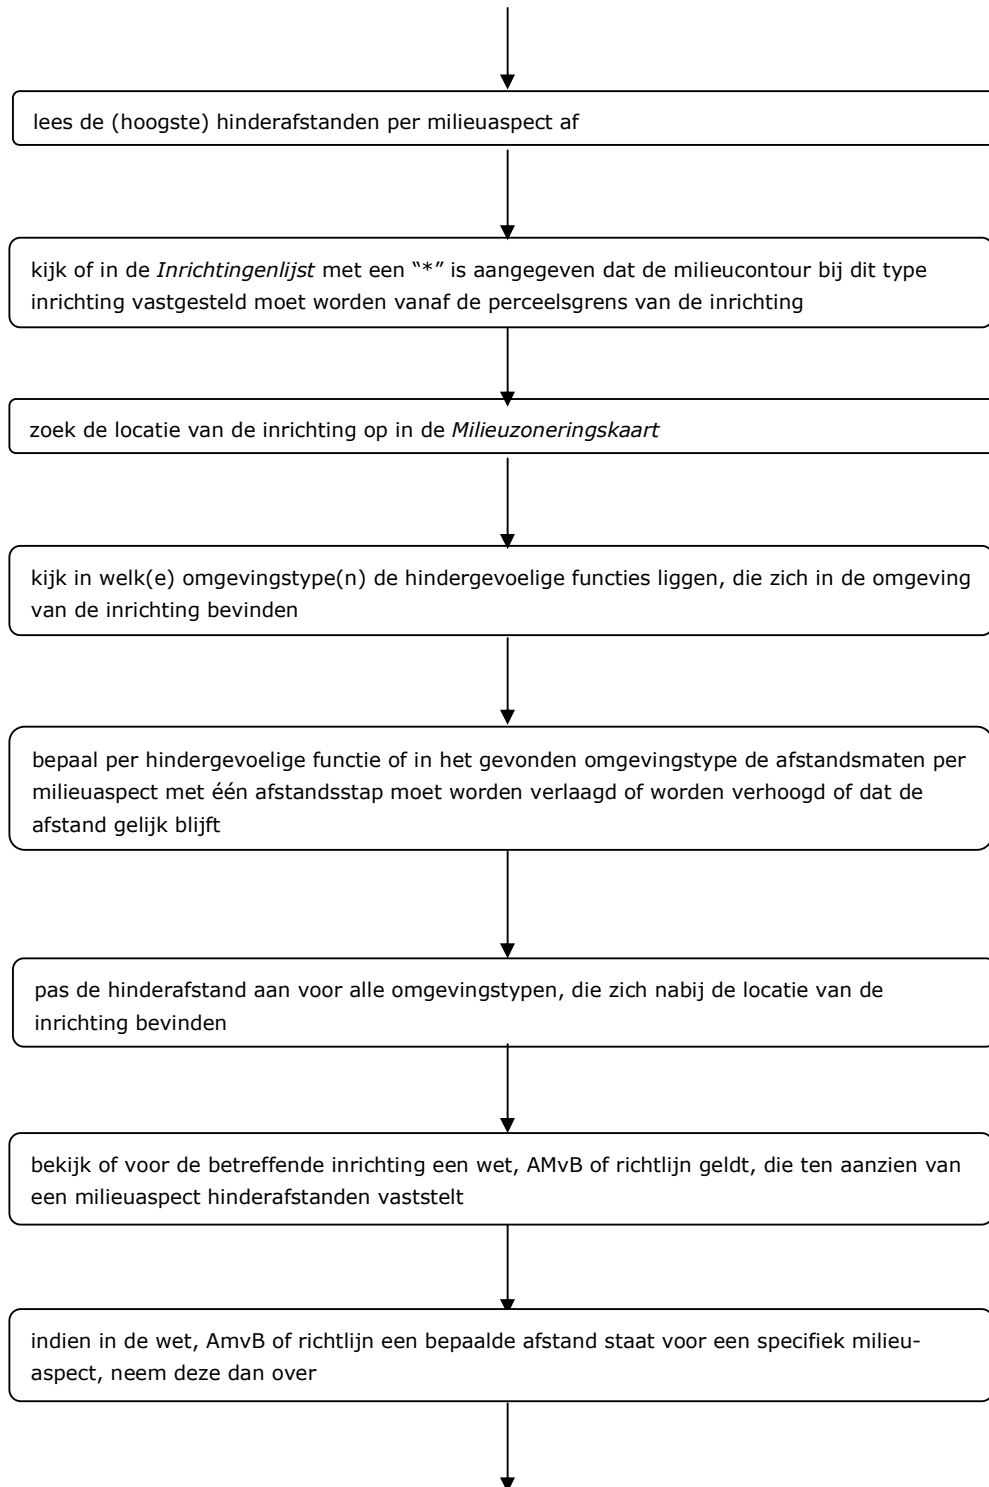 lees de (hoogste) hinderafstanden per milieuaspect af
kijk of in de Inrichtingenlijst met een “*” is aangegeven dat de milieucontour bij dit type
inrichting vastgesteld moet worden vanaf de perceelsgrens van de inrichting
zoek de locatie van de inrichting op in de Milieuzoneringskaart
kijk in welk(e) omgevingstype(n) de hindergevoelige functies liggen, die zich in de omgeving
van de inrichting bevinden
bepaal per hindergevoelige functie of in het gevonden omgevingstype de afstandsmaten per
milieuaspect met één afstandsstap moet worden verlaagd of worden verhoogd of dat de
afstand gelijk blijft
pas de hinderafstand aan voor alle omgevingstypen, die zich nabij de locatie van de
inrichting bevinden
bekijk of voor de betreffende inrichting een wet, AMvB of richtlijn geldt, die ten aanzien van
een milieuaspect hinderafstanden vaststelt
indien in de wet, AmvB of richtlijn een bepaalde afstand staat voor een specifiek milieu-
aspect, neem deze dan over